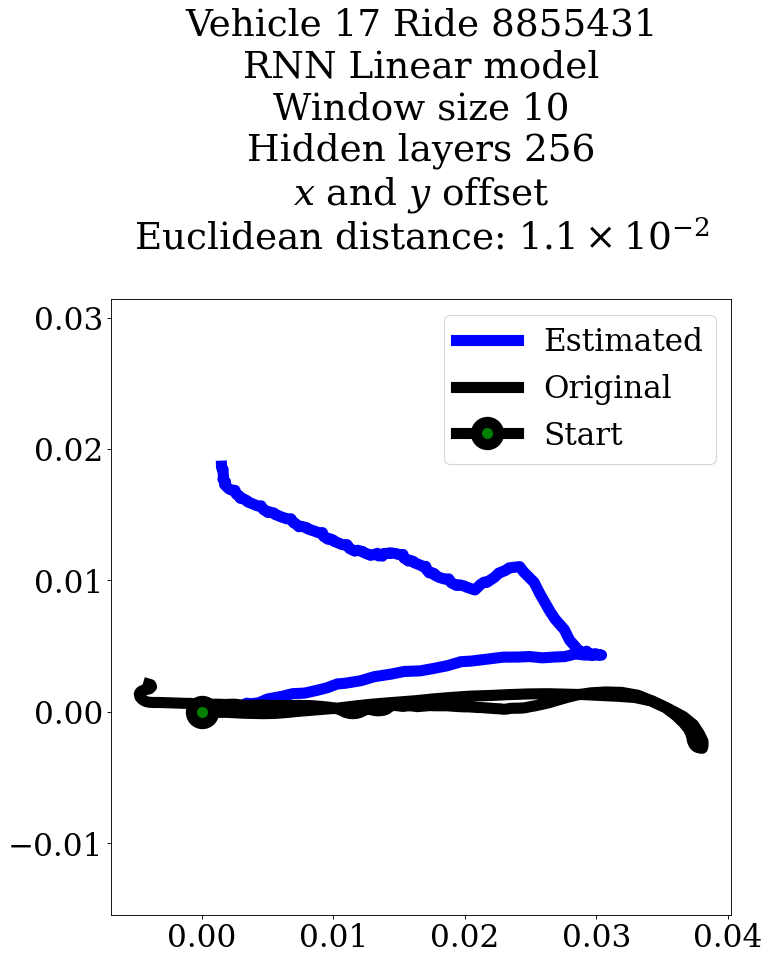 Vehicle 17 Ride 8855431
RNN Linear model
Window size 10
Hidden layers 256
x and y offset
Euclidean distance: 1.1 × 10⁻²
0.03
0.02
0.01
0.00
−0.01
Estimated
Original
Start
0.00 0.01 0.02 0.03 0.04